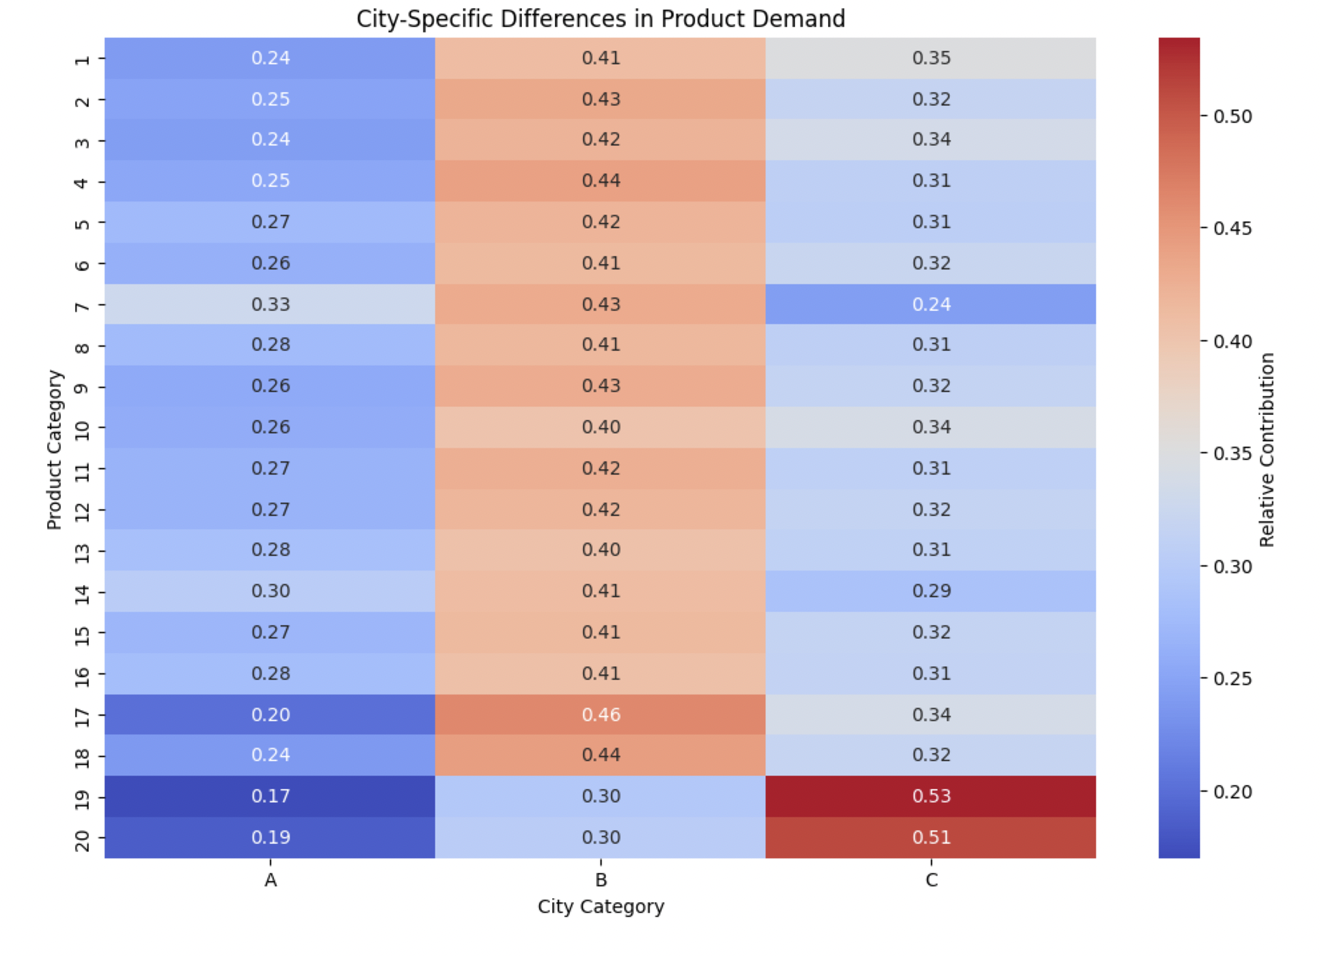 City-Specific Differences in Product Demand
1 0.24 0.41 0.35
2 0.25 0.43 0.32
3 0.24 0.42 0.34
4 0.25 0.44 0.31
5 0.27 0.42 0.31
6 0.26 0.41 0.32
7 0.33 0.43 0.24
8 0.28 0.41 0.31
9 0.26 0.43 0.32
10 0.26 0.40 0.34
11 0.27 0.42 0.31
12 0.27 0.42 0.32
13 0.28 0.40 0.31
14 0.30 0.41 0.29
15 0.27 0.41 0.32
16 0.28 0.41 0.31
17 0.20 0.46 0.34
18 0.24 0.44 0.32
19 0.17 0.30 0.53
20 0.19 0.30 0.51
A B C
City Category
Product Category
0.50
0.45
0.40
0.35
0.30
0.25
0.20
Relative Contribution